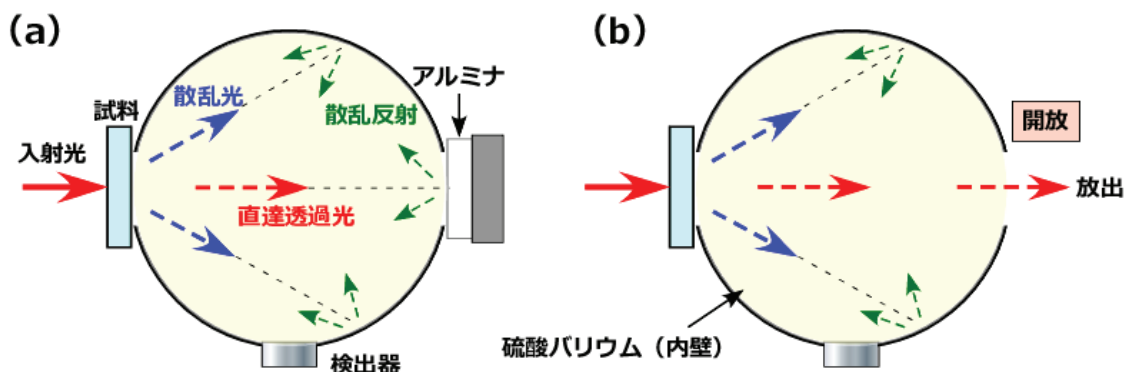 (a)
アルミナ
試料
散乱光
散乱反射
入射光
直達透過光
検出器
(b)
開放
放出
硫酸バリウム（内壁）